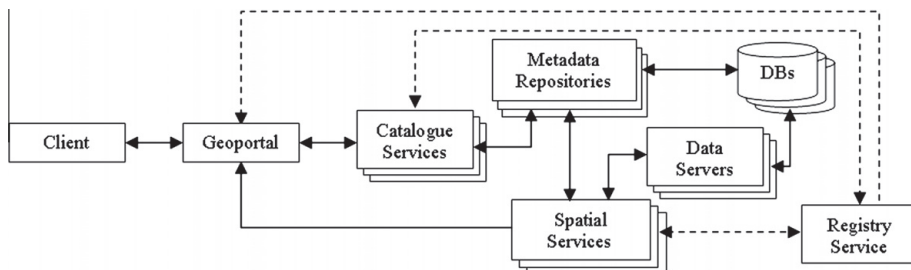 Metadata
Repositories
DBs
Client
Geoportal
Catalogue
Services
Data
Servers
Spatial
Services
Registry
Service